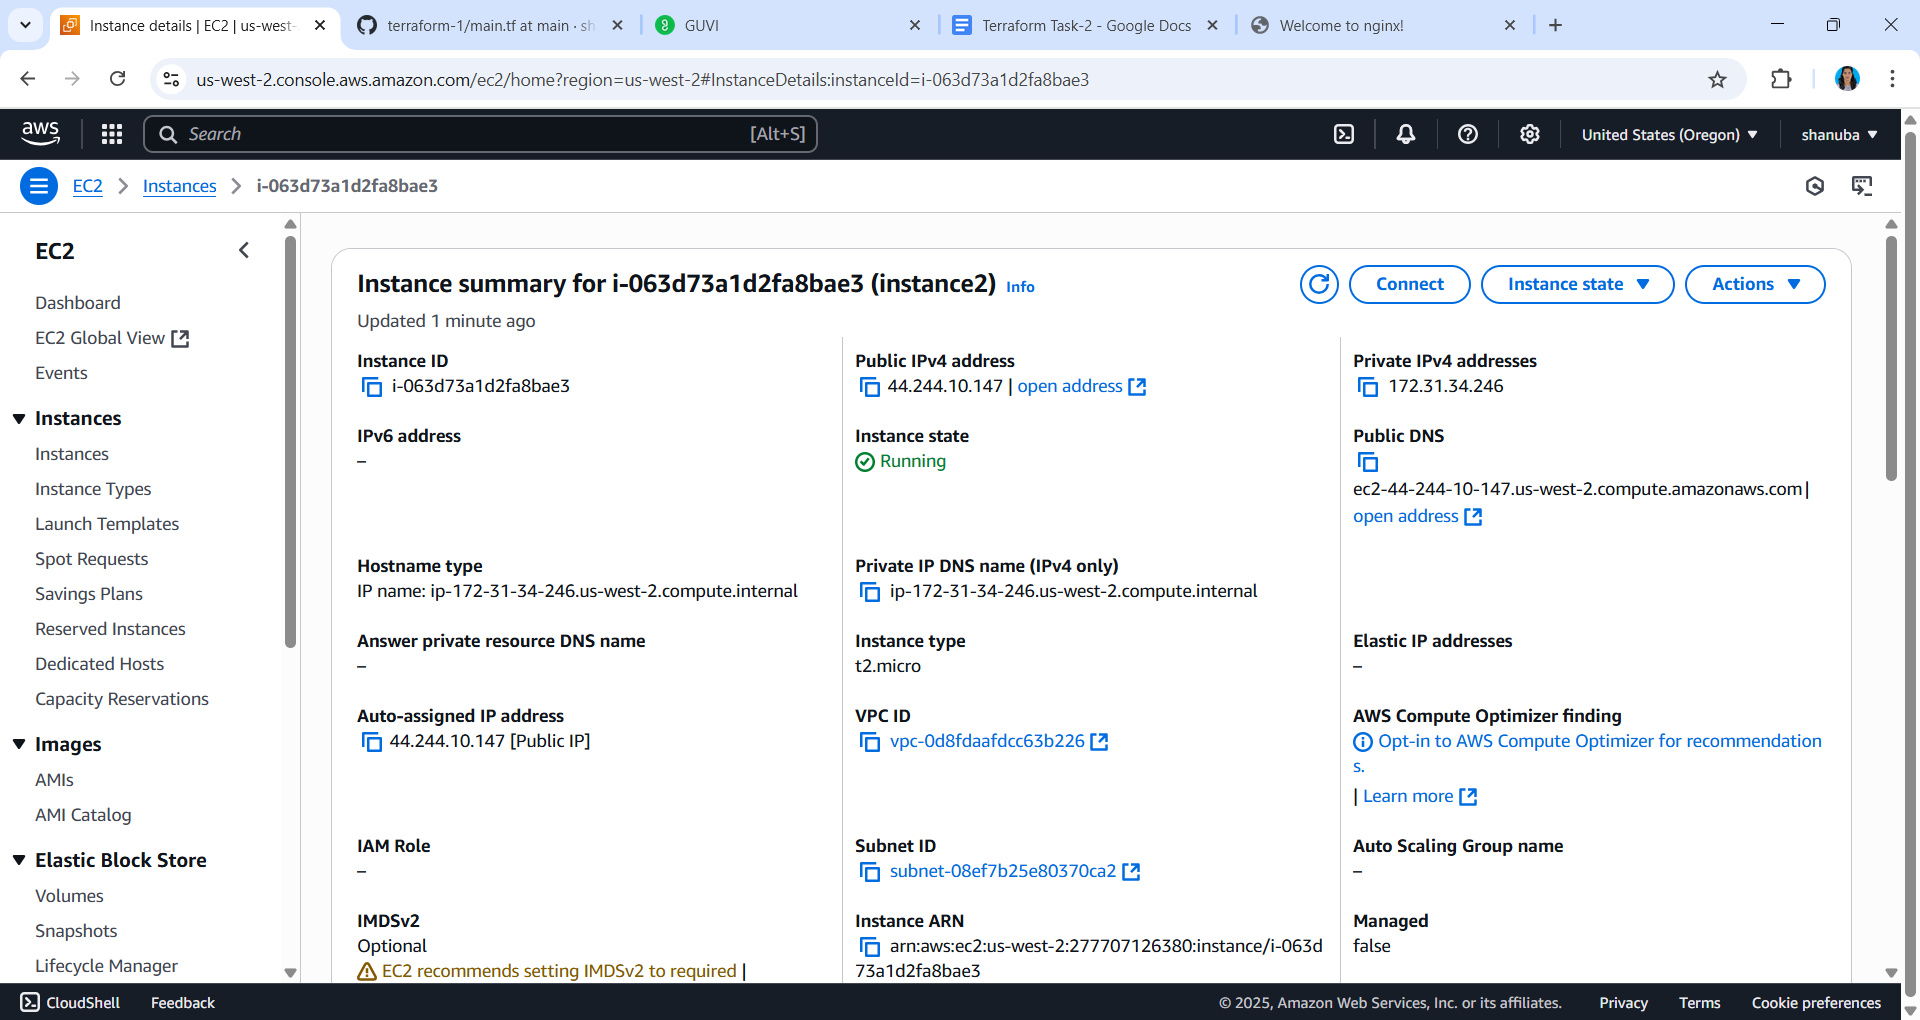 Instance details | EC2 | us-west-
terraform-1/main.tf at main · sh
GUVI
Terraform Task-2 - Google Docs
Welcome to nginx!
us-west-2.console.aws.amazon.com/ec2/home?region=us-west-2#InstanceDetails:instanceId=i-063d73a1d2fa8bae3
aws
Search
[Alt+S]
United States (Oregon)
shanuba
EC2
Instances
i-063d73a1d2fa8bae3
EC2
Dashboard
EC2 Global View
Events
Instances
Instances
Instance Types
Launch Templates
Spot Requests
Savings Plans
Reserved Instances
Dedicated Hosts
Capacity Reservations
Images
AMIs
AMI Catalog
Elastic Block Store
Volumes
Snapshots
Lifecycle Manager
Instance summary for i-063d73a1d2fa8bae3 (instance2) Info
Updated 1 minute ago
Connect
Instance state
Actions
Instance ID
i-063d73a1d2fa8bae3
Public IPv4 address
44.244.10.147 | open address
Private IPv4 addresses
172.31.34.246
IPv6 address
–
Instance state
Running
Public DNS
ec2-44-244-10-147.us-west-2.compute.amazonaws.com |
open address
Hostname type
IP name: ip-172-31-34-246.us-west-2.compute.internal
Private IP DNS name (IPv4 only)
ip-172-31-34-246.us-west-2.compute.internal
Answer private resource DNS name
–
Instance type
t2.micro
Elastic IP addresses
–
Auto-assigned IP address
44.244.10.147 [Public IP]
VPC ID
vpc-0d8fdaafdcc63b226
AWS Compute Optimizer finding
Opt-in to AWS Compute Optimizer for recommendation
s.
| Learn more
IAM Role
–
Subnet ID
subnet-08ef7b25e80370ca2
Auto Scaling Group name
–
IMDSv2
Optional
EC2 recommends setting IMDSv2 to required |
Instance ARN
arn:aws:ec2:us-west-2:277707126380:instance/i-063d
73a1d2fa8bae3
Managed
false
CloudShell
Feedback
© 2025, Amazon Web Services, Inc. or its affiliates.
Privacy
Terms
Cookie preferences